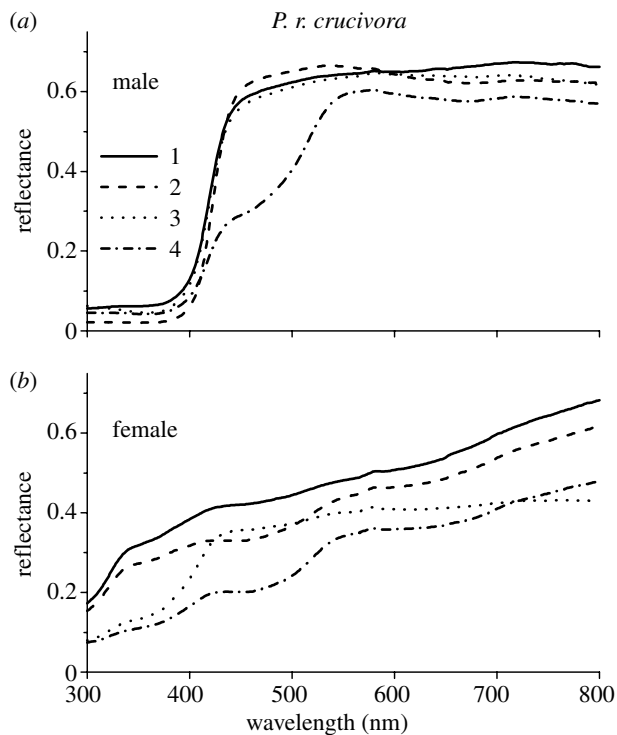 (a) P. r. crucivora
male
0.6
0.4
0.2
0
reflectance
1
2
3
4
(b)
female
0.6
0.4
0.2
0
reflectance
300 400 500 600 700 800
wavelength (nm)